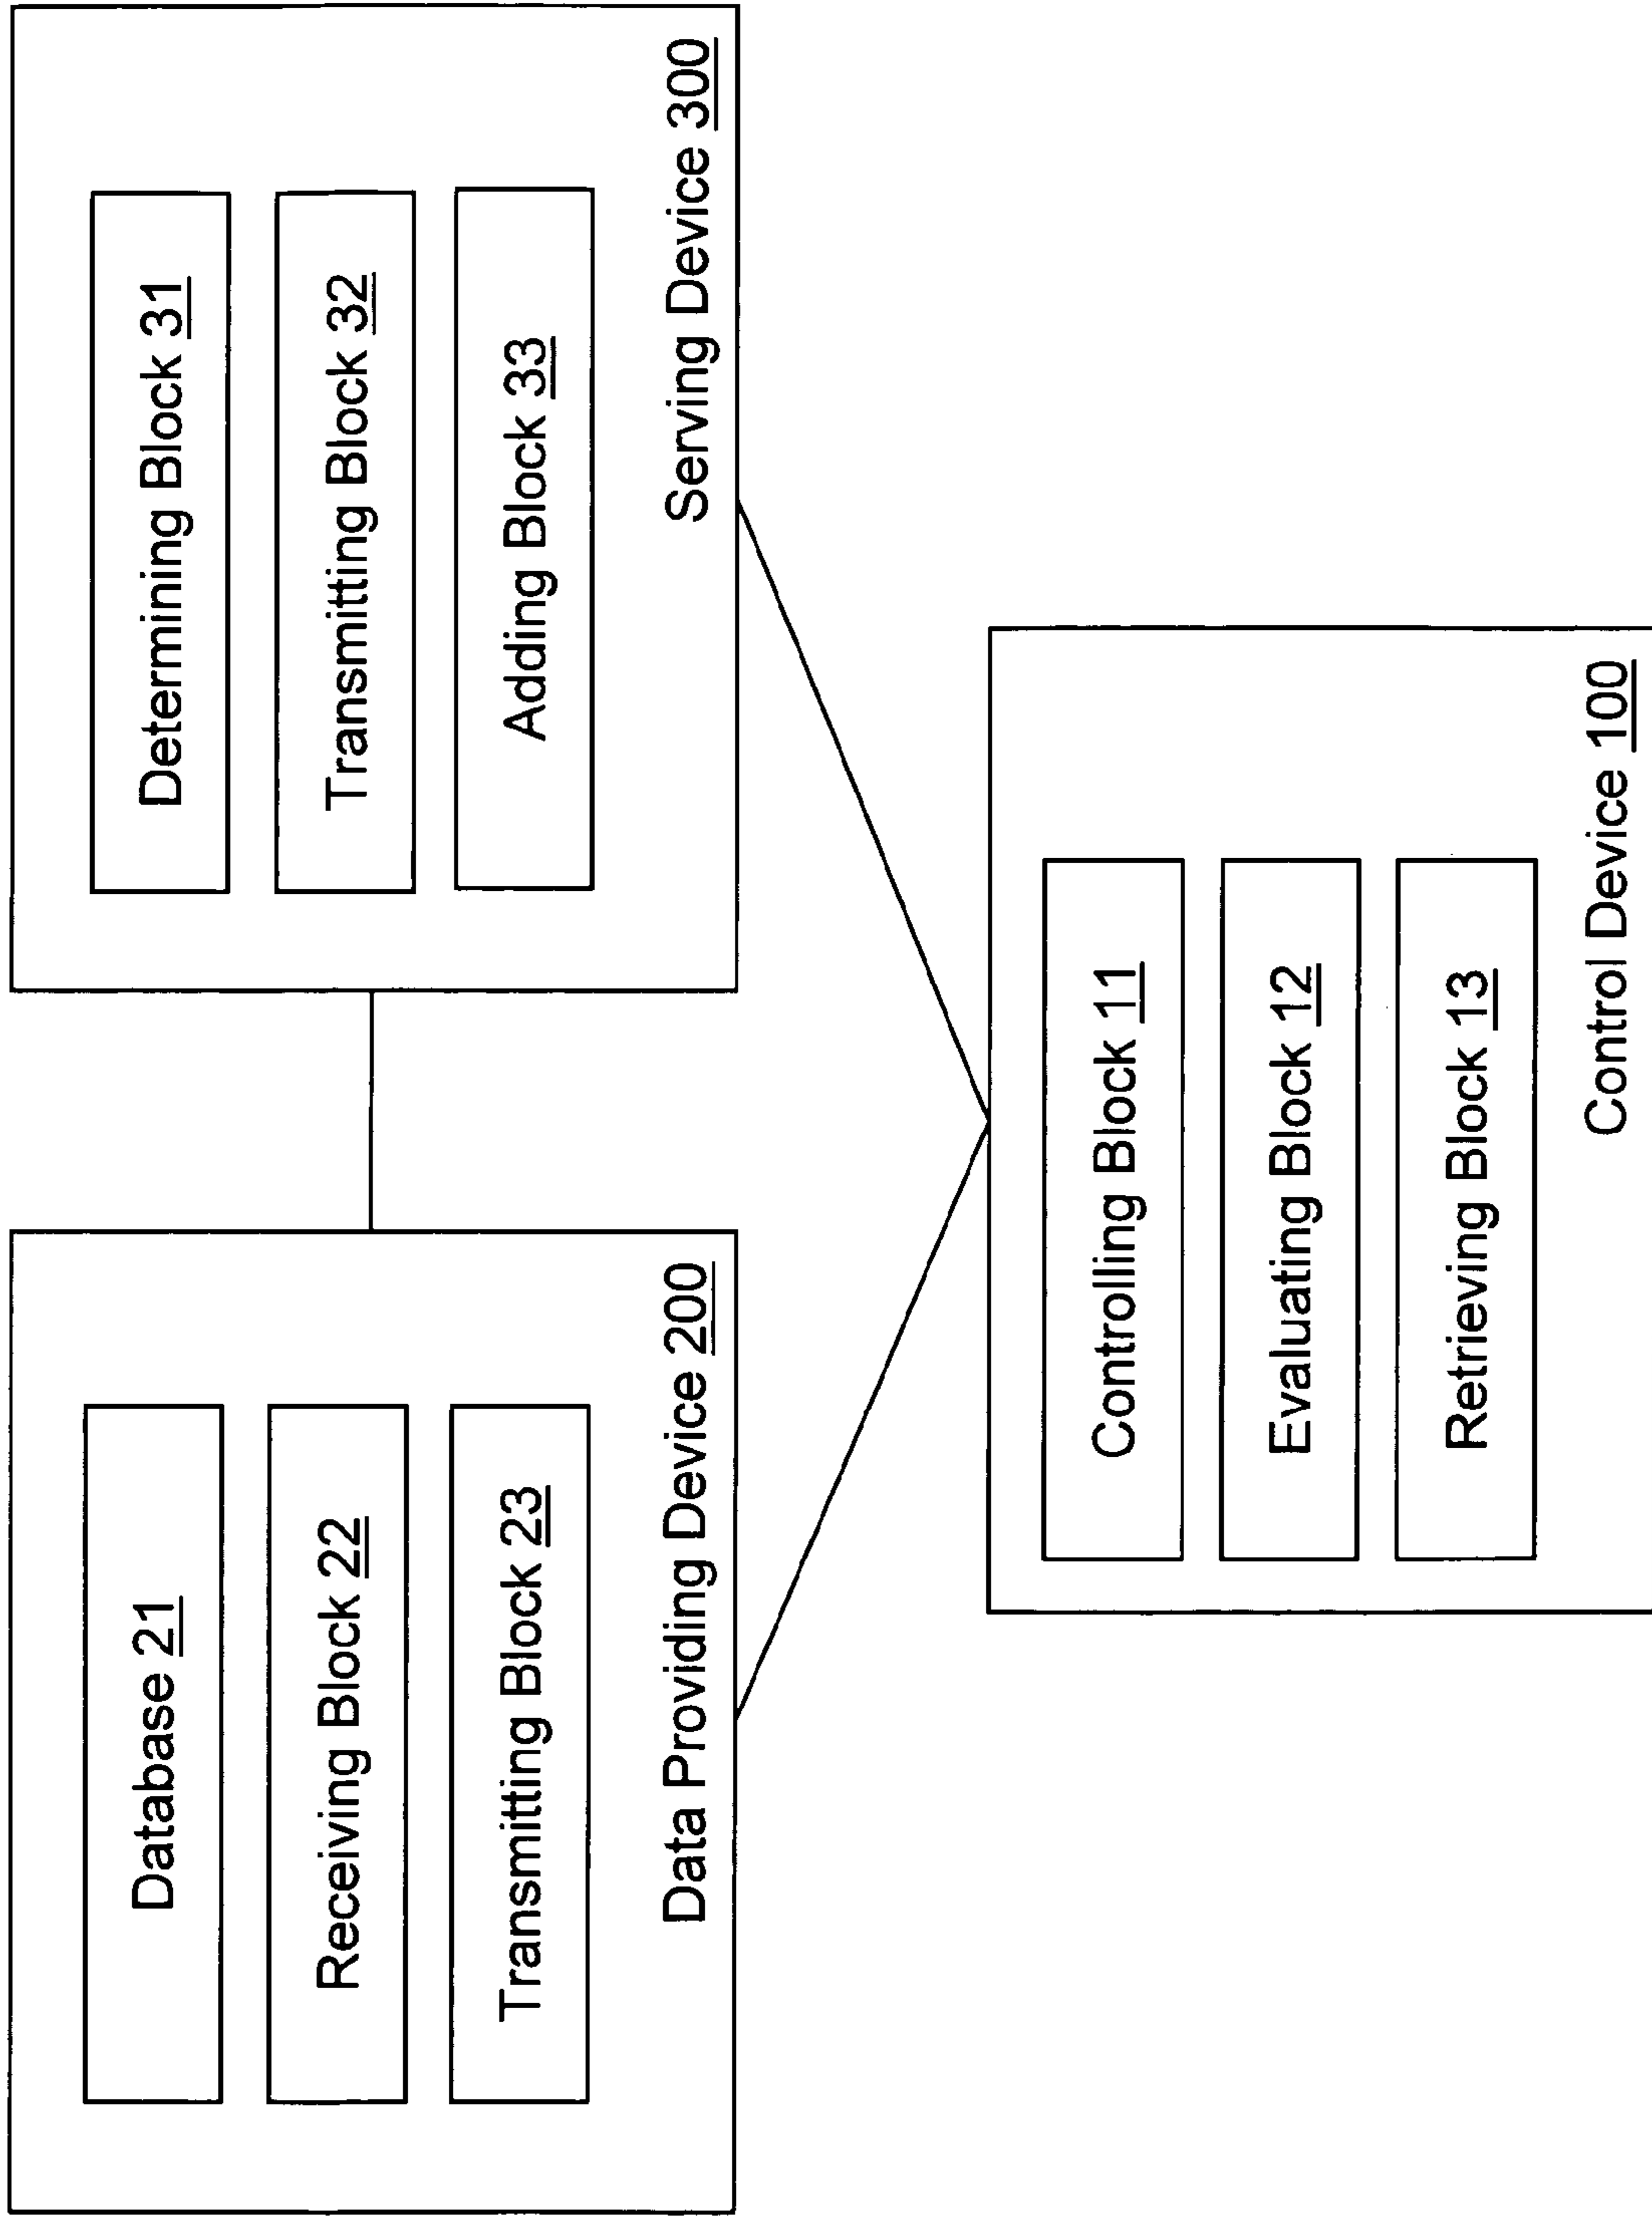 Database 21
Receiving Block 22
Transmitting Block 23
Data Providing Device 200
Determining Block 31
Transmitting Block 32
Adding Block 33
Serving Device 300
Controlling Block 11
Evaluating Block 12
Retrieving Block 13
Control Device 100